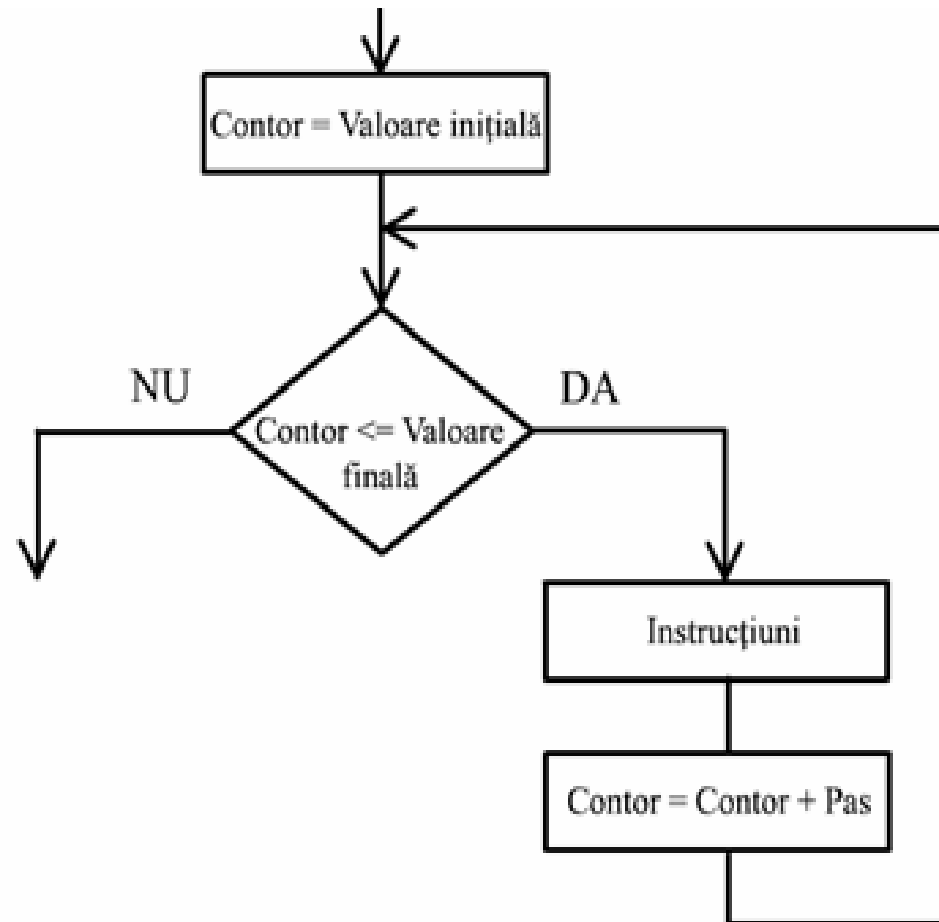 Contor = Valoare inițială
NU
DA
Contor <= Valoare
finală
Instrucțiuni
Contor = Contor + Pas